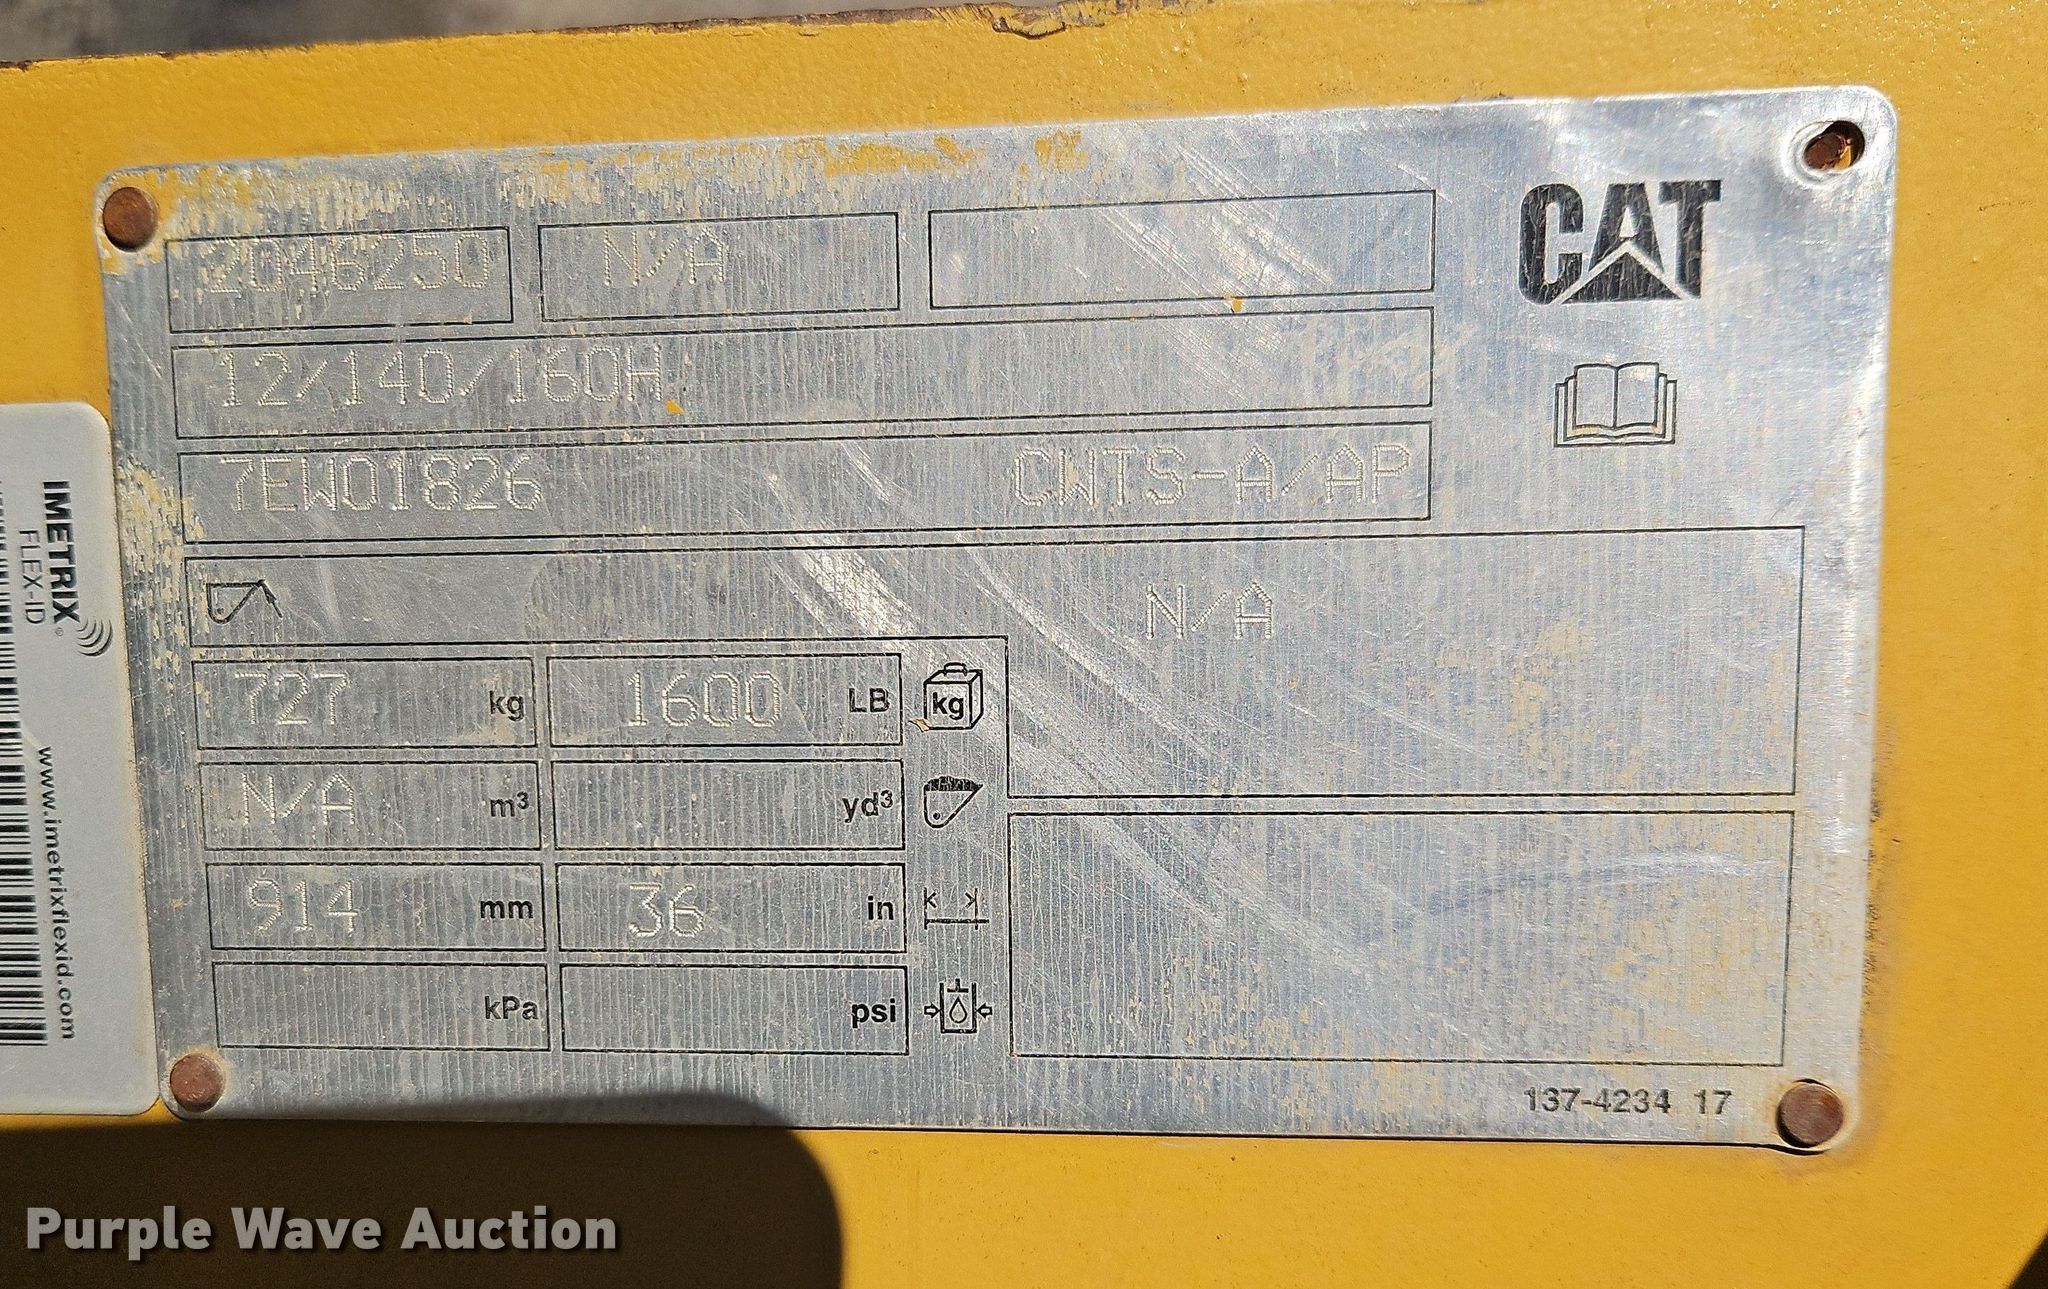 2046250 N/A
CAT
12/140/160H
7EW01826 CWTS-A/AP
N/A
727 kg 1600 LB kg
N/A m³ yd³
914 mm 36 in
kPa psi
137-4234 17
IMETRIX
FLEX-ID
www.imetrixflexid.com
Purple Wave Auction